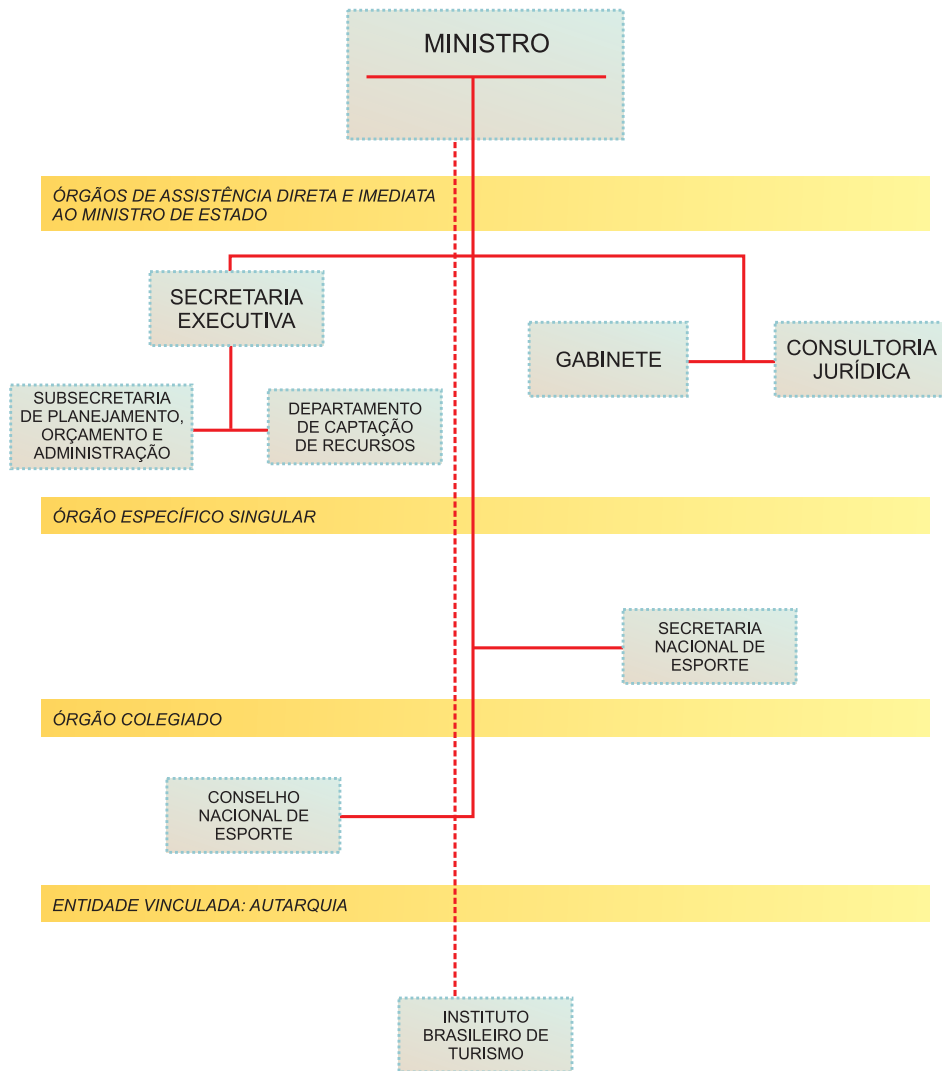 MINISTRO
ÓRGÃOS DE ASSISTÊNCIA DIRETA E IMEDIATA
AO MINISTRO DE ESTADO
SECRETARIA
EXECUTIVA
GABINETE
CONSULTORIA
JURÍDICA
SUBSECRETARIA
DE PLANEJAMENTO,
ORÇAMENTO E
ADMINISTRAÇÃO
DEPARTAMENTO
DE CAPTAÇÃO
DE RECURSOS
ÓRGÃO ESPECÍFICO SINGULAR
SECRETARIA
NACIONAL DE
ESPORTE
ÓRGÃO COLEGIADO
CONSELHO
NACIONAL DE
ESPORTE
ENTIDADE VINCULADA: AUTARQUIA
INSTITUTO
BRASILEIRO DE
TURISMO